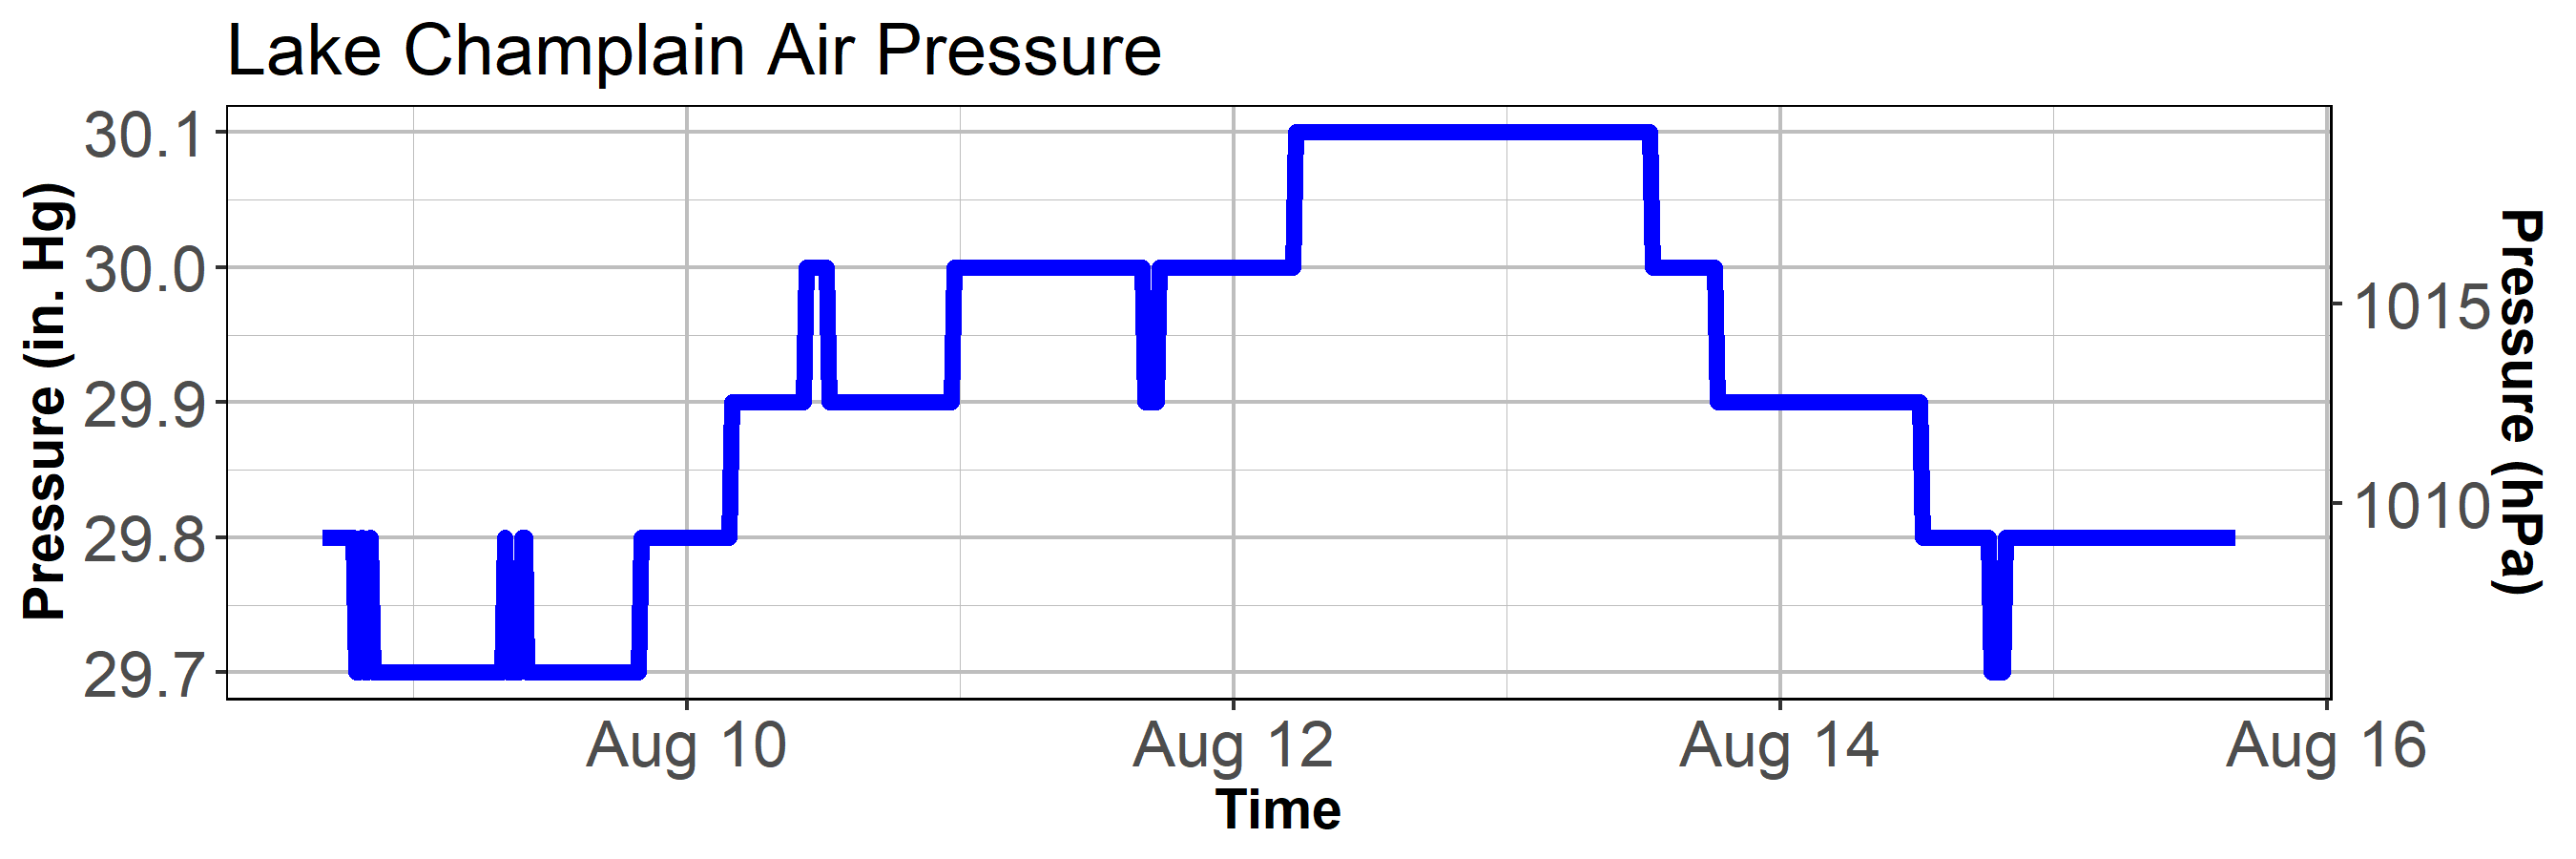 Lake Champlain Air Pressure
Pressure (in. Hg)
30.1
30.0
29.9
29.8
29.7
1015
1010
Pressure (hPa)
Aug 10
Aug 12
Aug 14
Aug 16
Time